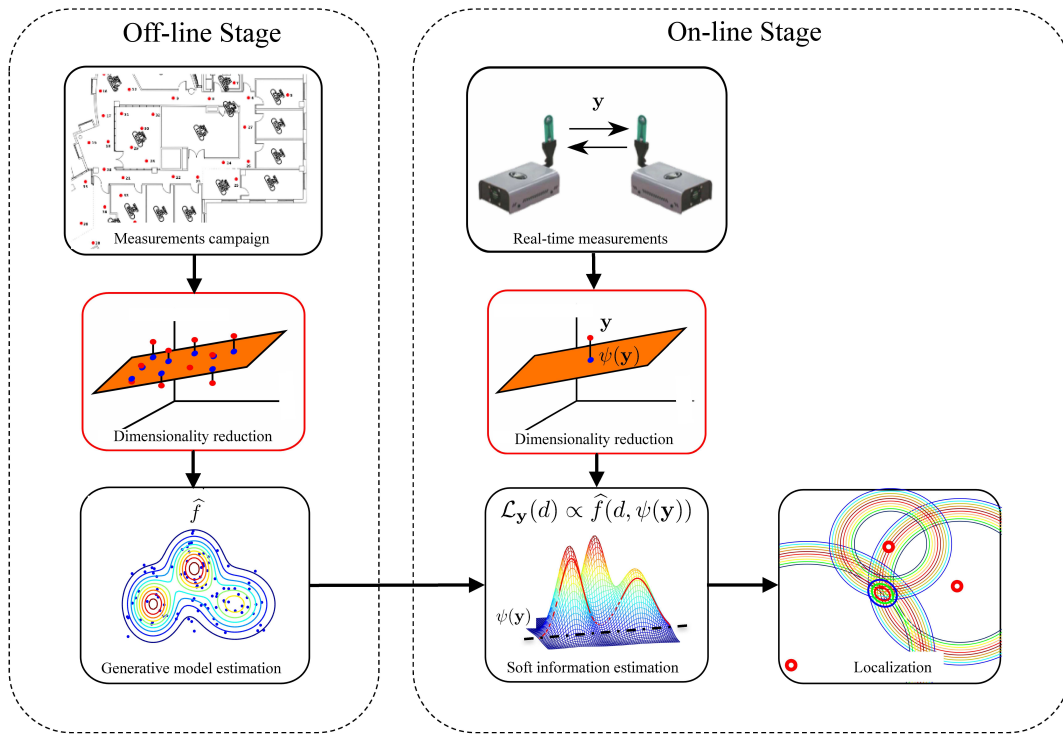 Off-line Stage
On-line Stage
Measurements campaign
y
Real-time measurements
Dimensionality reduction
y
ψ(y)
Dimensionality reduction
f̂
Generative model estimation
ℒ_y(d) ∝ f̂(d, ψ(y))
ψ(y)
Soft information estimation
Localization